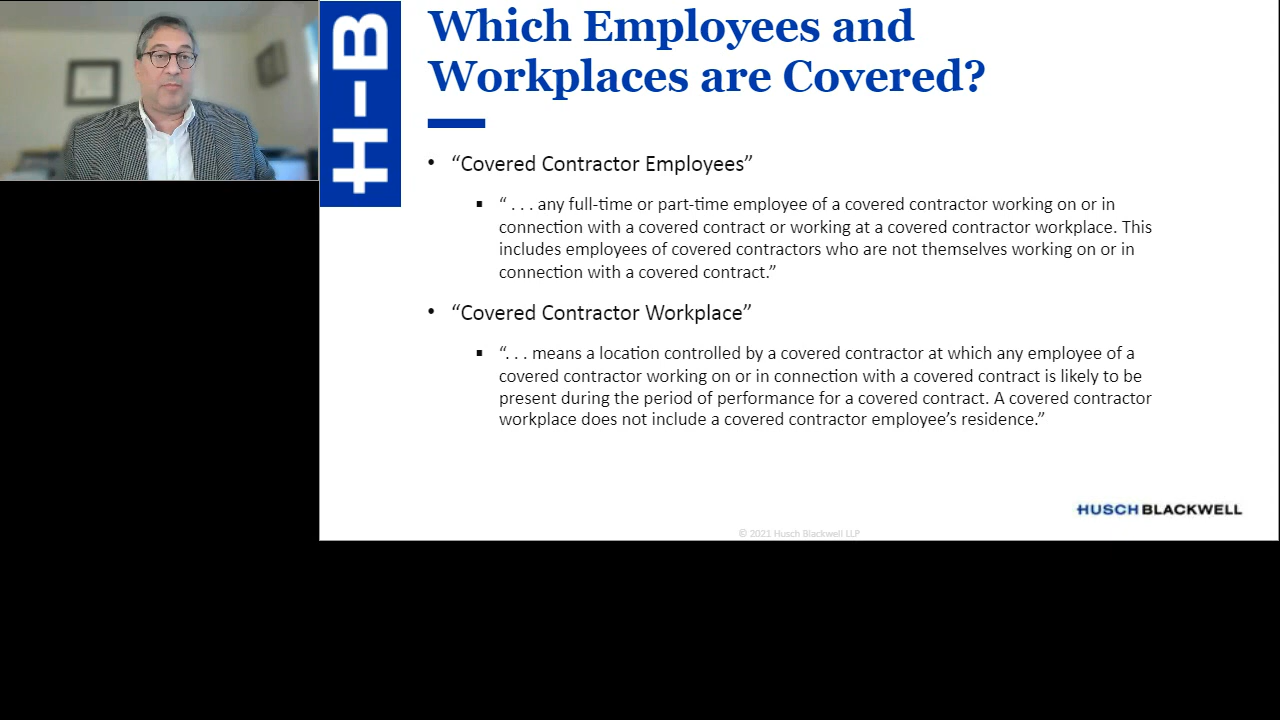 H-B
Which Employees and
Workplaces are Covered?
• “Covered Contractor Employees”
▪ “ . . . any full-time or part-time employee of a covered contractor working on or in
connection with a covered contract or working at a covered contractor workplace. This
includes employees of covered contractors who are not themselves working on or in
connection with a covered contract.”
• “Covered Contractor Workplace”
▪ “. . . means a location controlled by a covered contractor at which any employee of a
covered contractor working on or in connection with a covered contract is likely to be
present during the period of performance for a covered contract. A covered contractor
workplace does not include a covered contractor employee’s residence.”
HUSCH BLACKWELL
© 2021 Husch Blackwell LLP